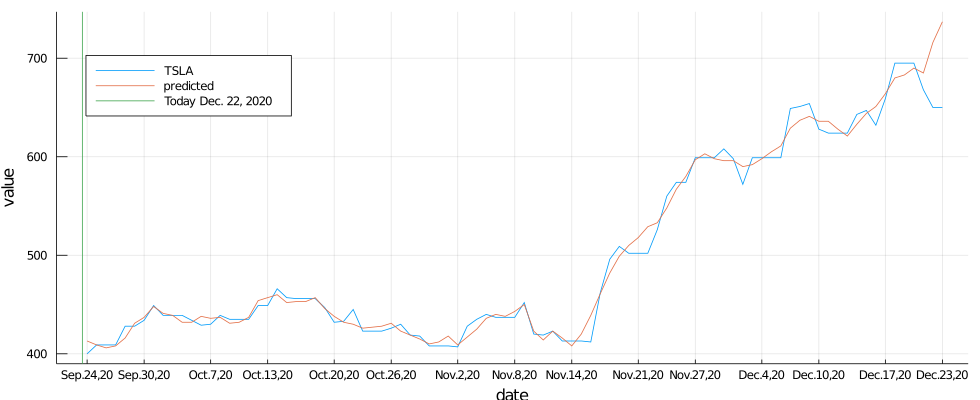 700
600
500
400
value
TSLA
predicted
Today Dec. 22, 2020
Sep.24,20 Sep.30,20 Oct.7,20 Oct.13,20 Oct.20,20 Oct.26,20 Nov.2,20 Nov.8,20 Nov.14,20 Nov.21,20 Nov.27,20 Dec.4,20 Dec.10,20 Dec.17,20 Dec.23,20
date